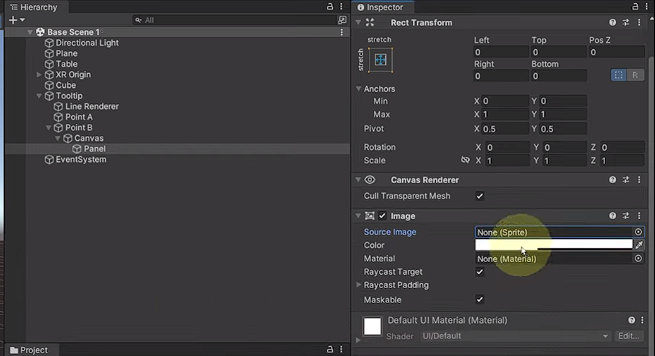 Hierarchy
All
Base Scene 1
Directional Light
Plane
Table
XR Origin
Cube
Tooltip
Line Renderer
Point A
Point B
Canvas
Panel
EventSystem
Project
Inspector
Rect Transform
stretch
stretch
Left Top Pos Z
0 0 0
Right Bottom
0 0 R
Anchors
Min X 0 Y 0
Max X 1 Y 1
Pivot X 0.5 Y 0.5
Rotation X 0 Y 0 Z 0
Scale X 1 Y 1 Z 1
Canvas Renderer
Cull Transparent Mesh
Image
Source Image None (Sprite)
Color
Material None (Material)
Raycast Target
Raycast Padding
Maskable
Default UI Material (Material)
Shader UI/Default Edit...